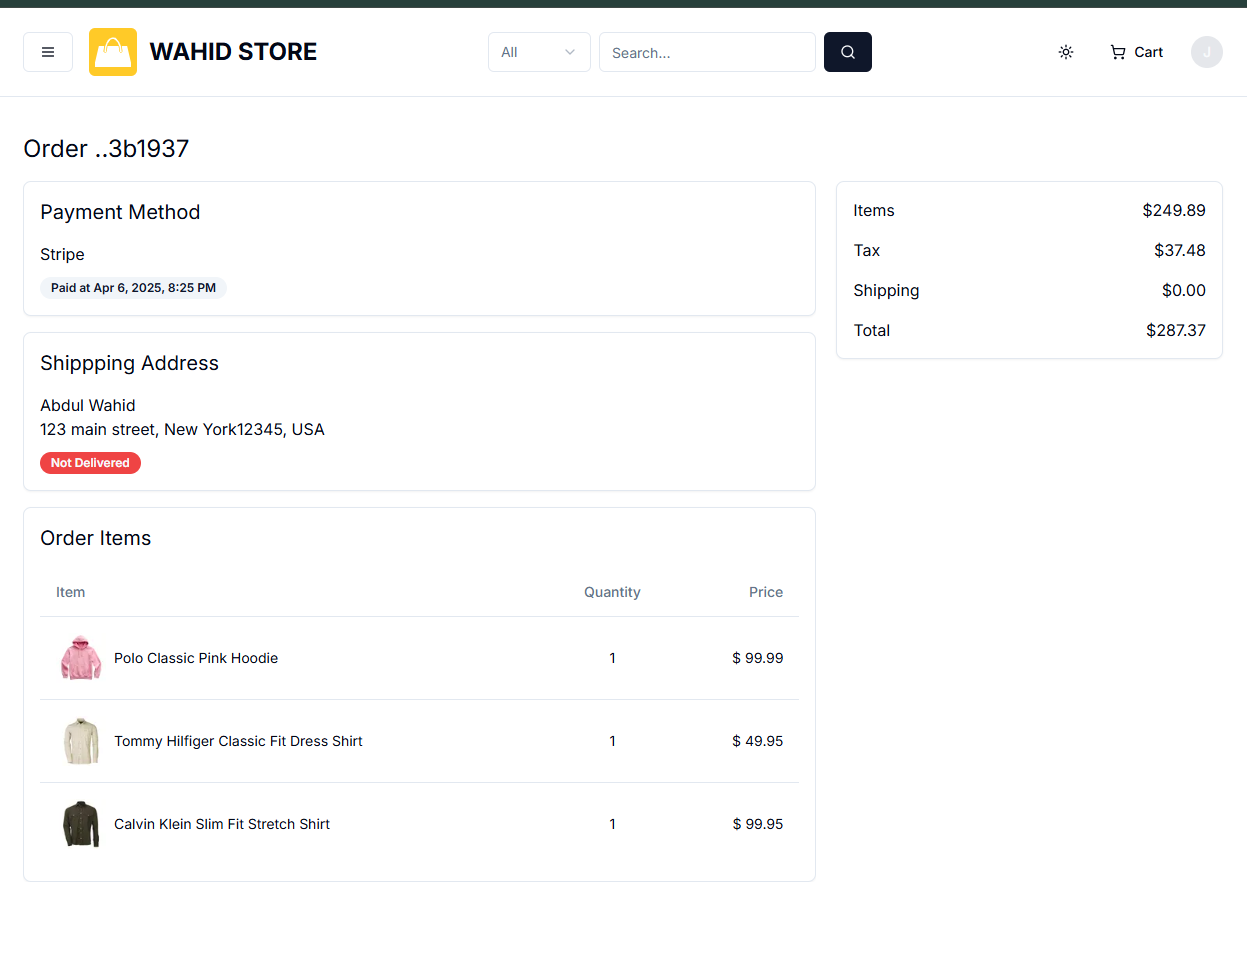 WAHID STORE
All
Search...
Cart
J
Order ..3b1937
Payment Method
Stripe
Paid at Apr 6, 2025, 8:25 PM
Items $249.89
Tax $37.48
Shipping $0.00
Total $287.37
Shippping Address
Abdul Wahid
123 main street, New York12345, USA
Not Delivered
Order Items
Item Quantity Price
Polo Classic Pink Hoodie 1 $ 99.99
Tommy Hilfiger Classic Fit Dress Shirt 1 $ 49.95
Calvin Klein Slim Fit Stretch Shirt 1 $ 99.95